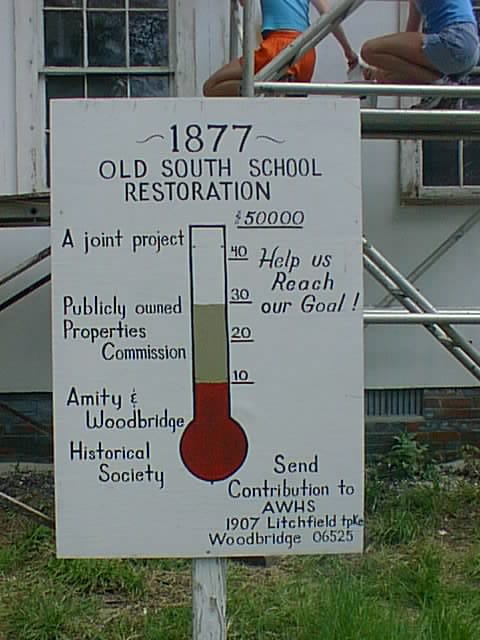 ~1877~
OLD SOUTH SCHOOL
RESTORATION
$50000
A joint project
40
Help us
Reach
our Goal !
30
Publicly owned
Properties
Commission
20
10
Amity &
Woodbridge
Historical
Society
Send
Contribution to
AWHS
1907 Litchfield tpke
Woodbridge 06525